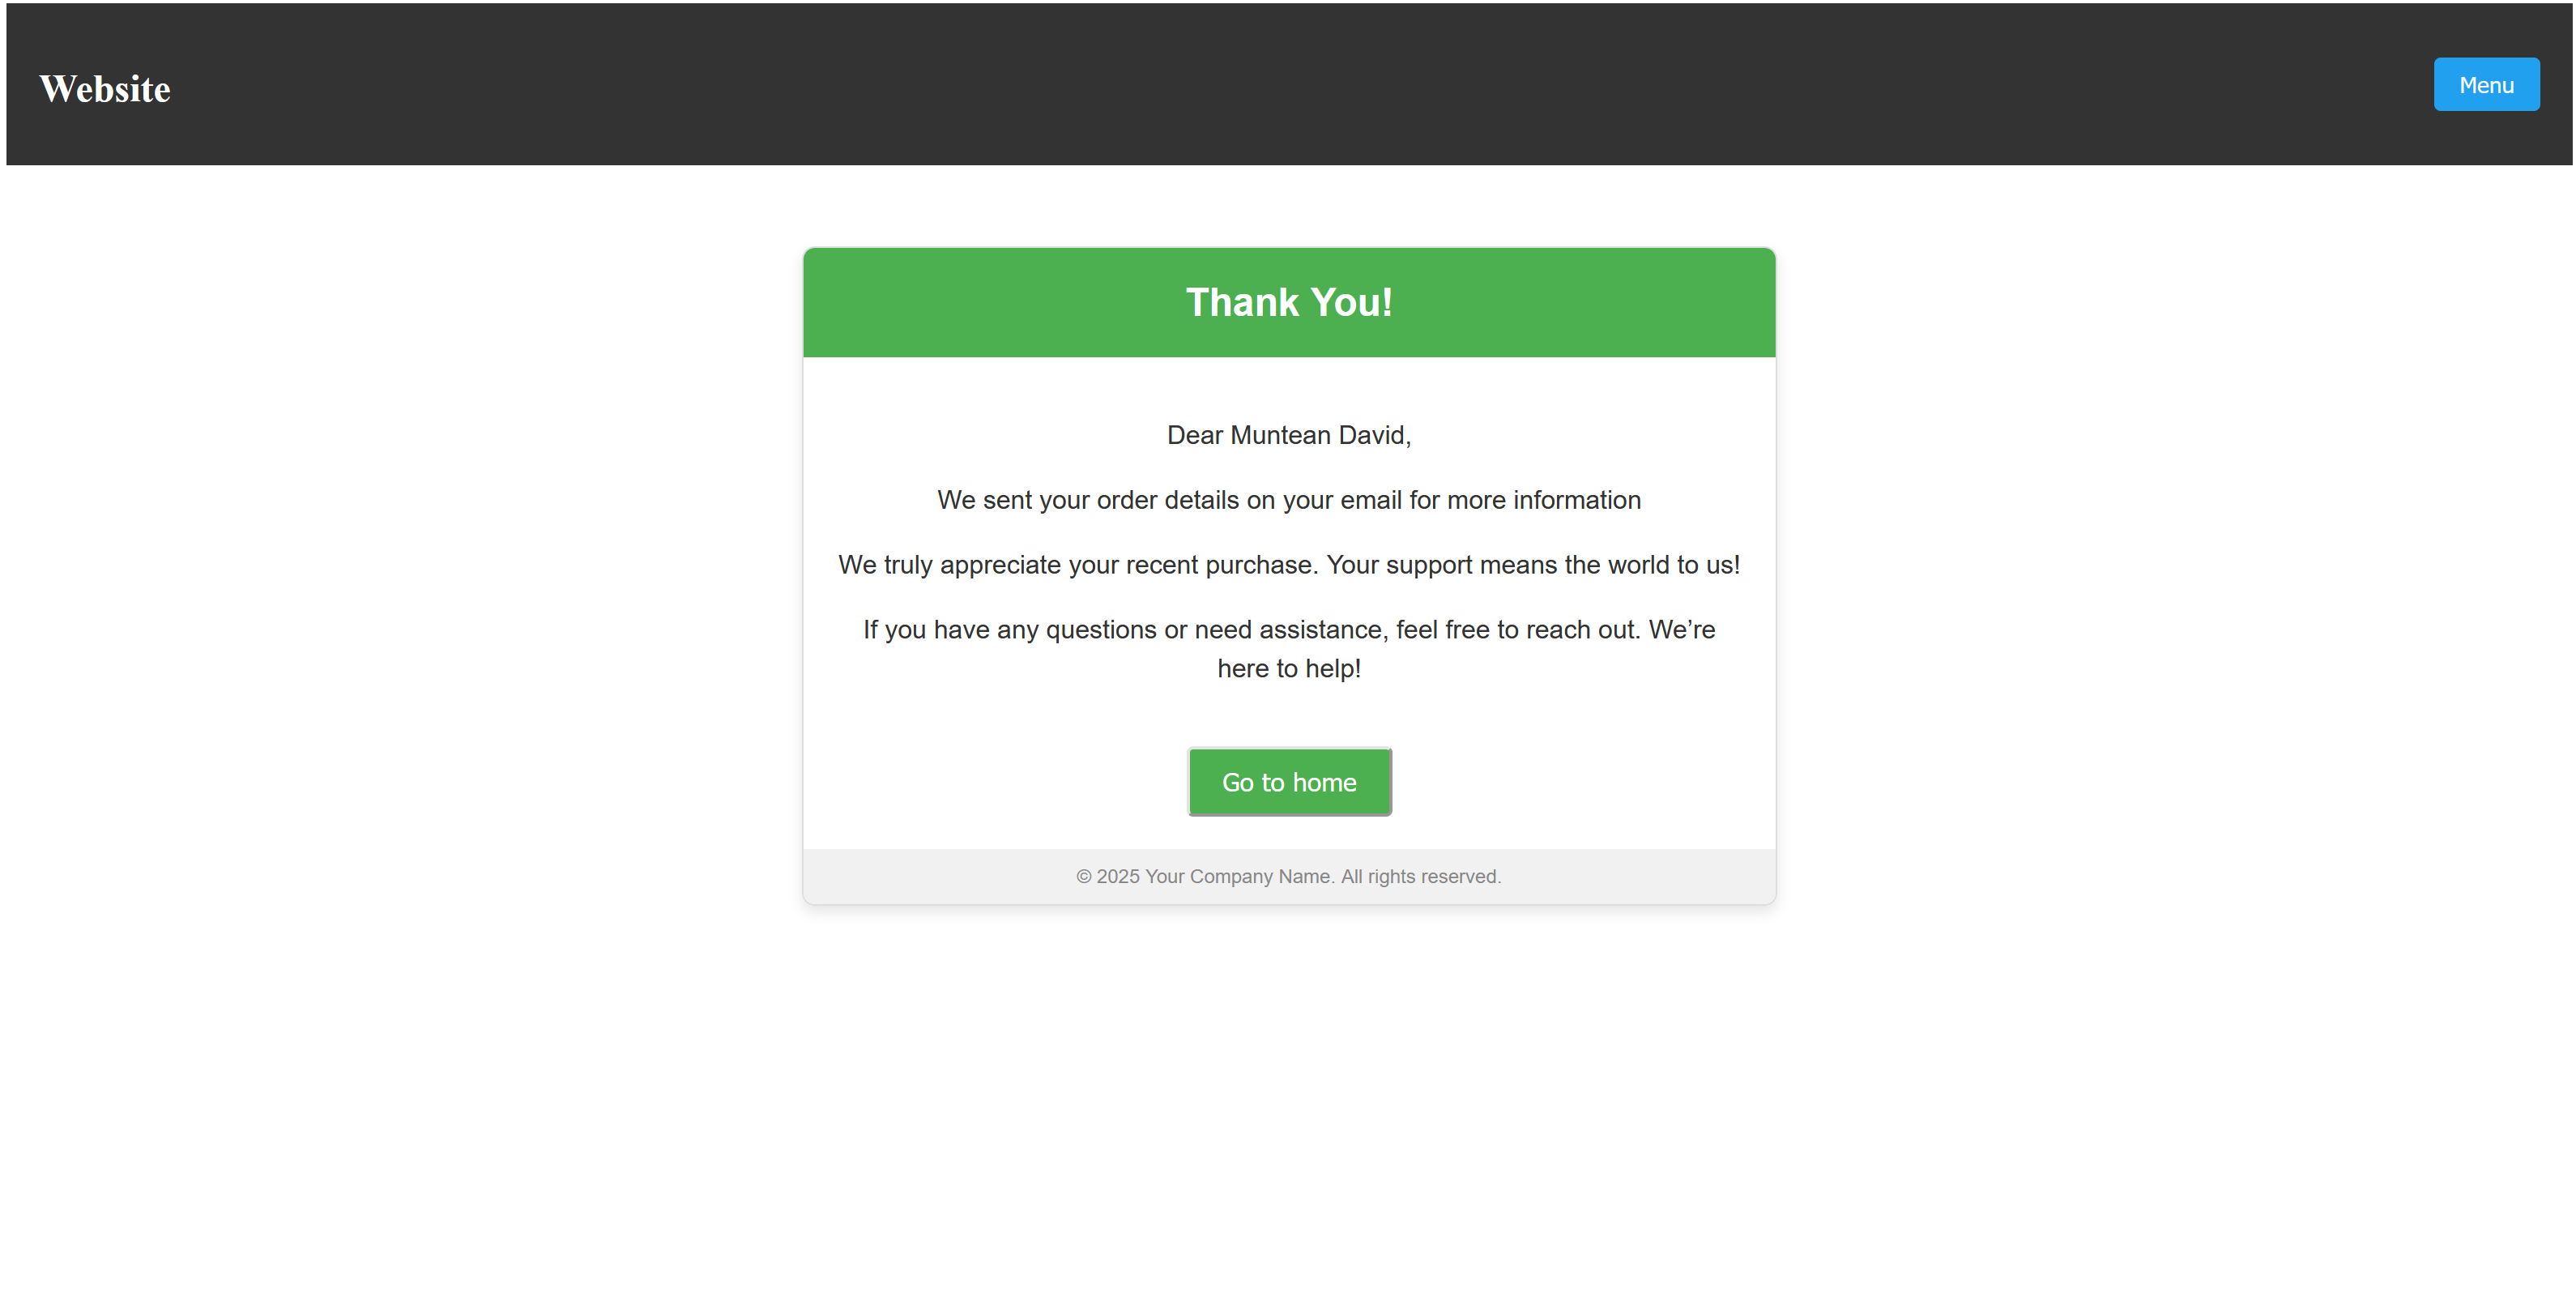 Website
Menu
Thank You!
Dear Muntean David,
We sent your order details on your email for more information
We truly appreciate your recent purchase. Your support means the world to us!
If you have any questions or need assistance, feel free to reach out. We’re
here to help!
Go to home
© 2025 Your Company Name. All rights reserved.